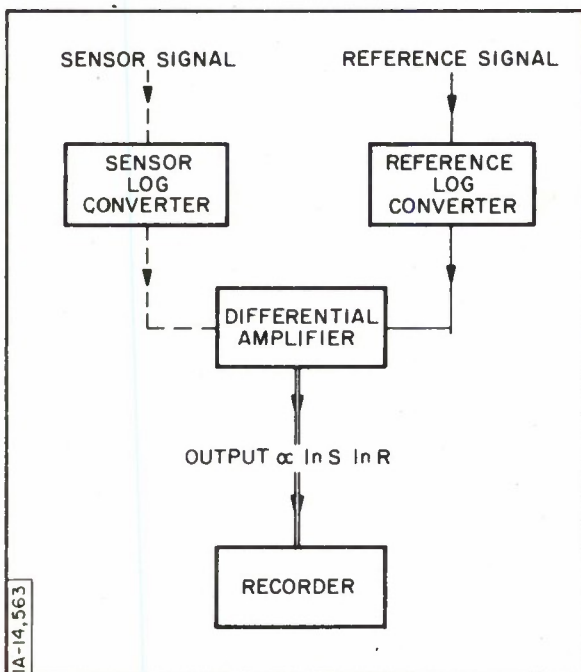 SENSOR SIGNAL
REFERENCE SIGNAL
SENSOR
LOG
CONVERTER
REFERENCE
LOG
CONVERTER
DIFFERENTIAL
AMPLIFIER
OUTPUT ∝ ln S ln R
RECORDER
IA-14,563